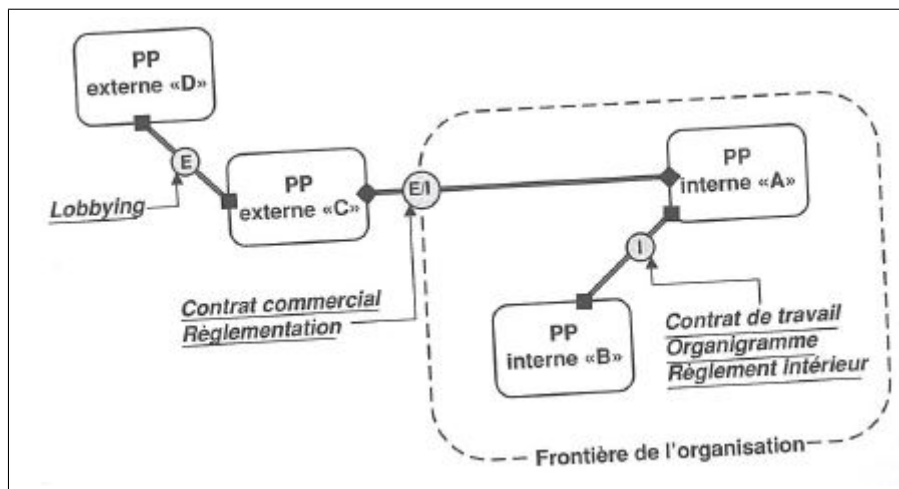 PP
externe «D»
E
Lobbying
PP
externe «C»
E/I
PP
interne «A»
I
Contrat commercial
Règlementation
PP
interne «B»
Contrat de travail
Organigramme
Règlement intérieur
Frontière de l'organisation